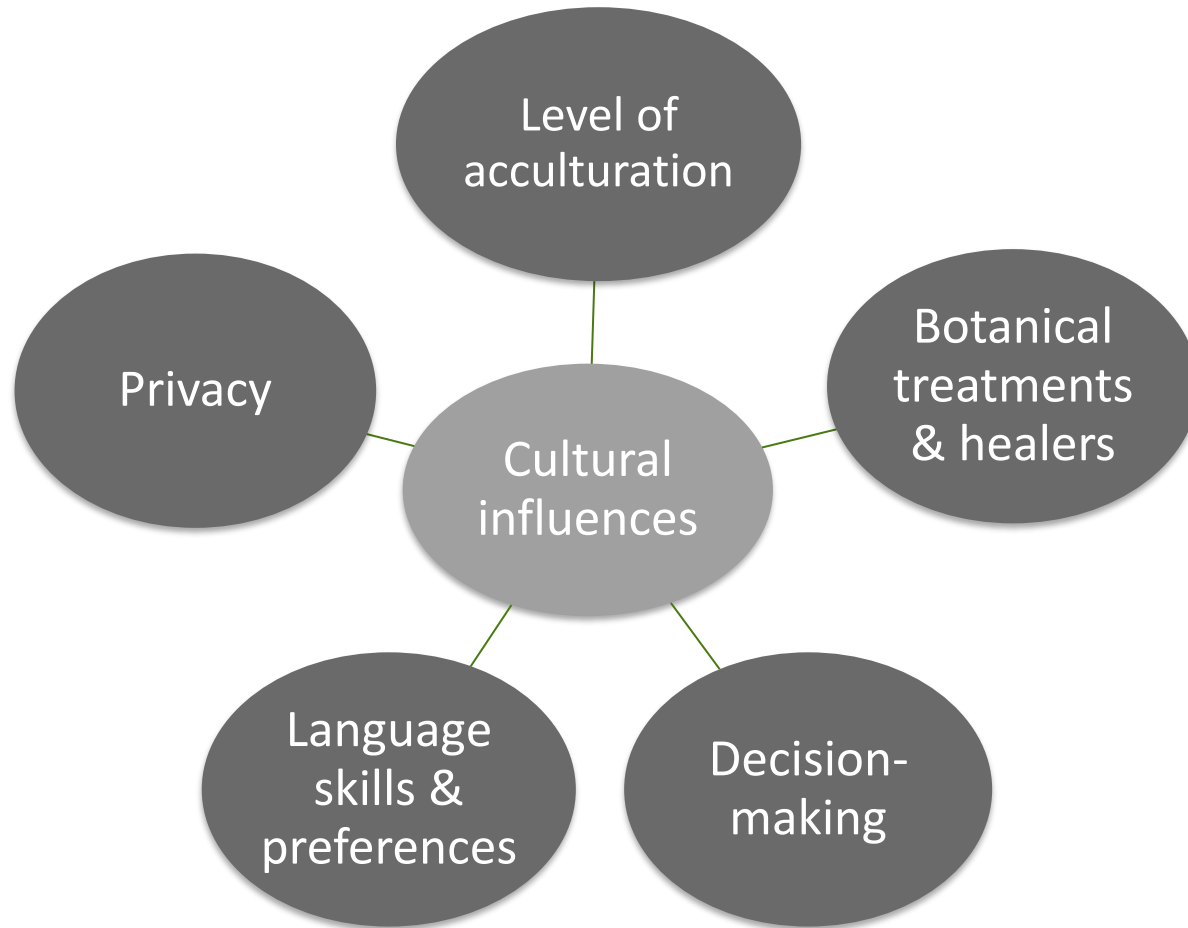 Level of
acculturation
Botanical
treatments
& healers
Privacy
Cultural
influences
Language
skills &
preferences
Decision-
making